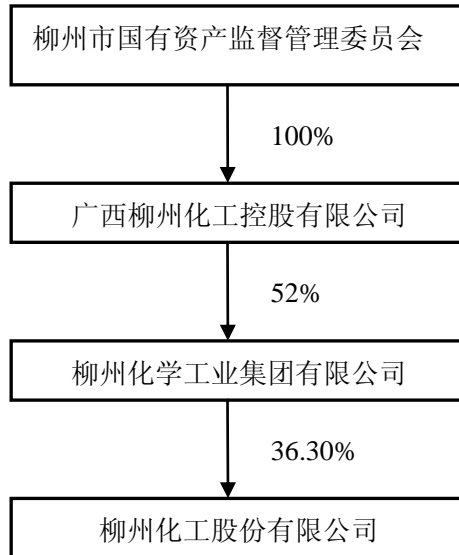 柳州市国有资产监督管理委员会
100%
广西柳州化工控股有限公司
52%
柳州化学工业集团有限公司
36.30%
柳州化工股份有限公司